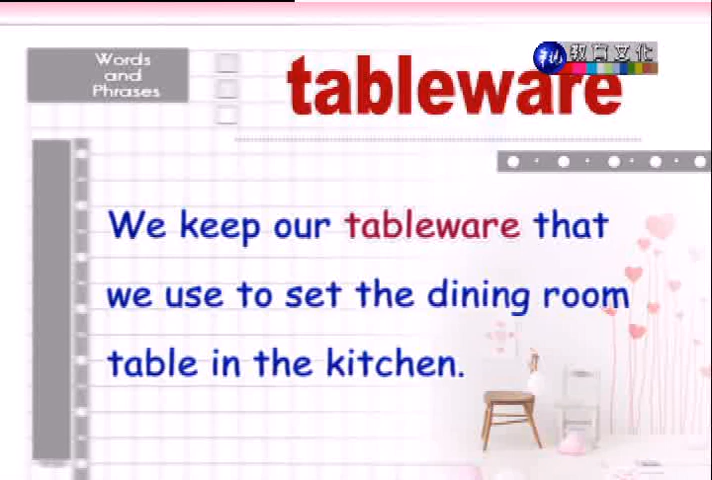 Words
and
Phrases
tableware
教育文化
We keep our tableware that
we use to set the dining room
table in the kitchen.